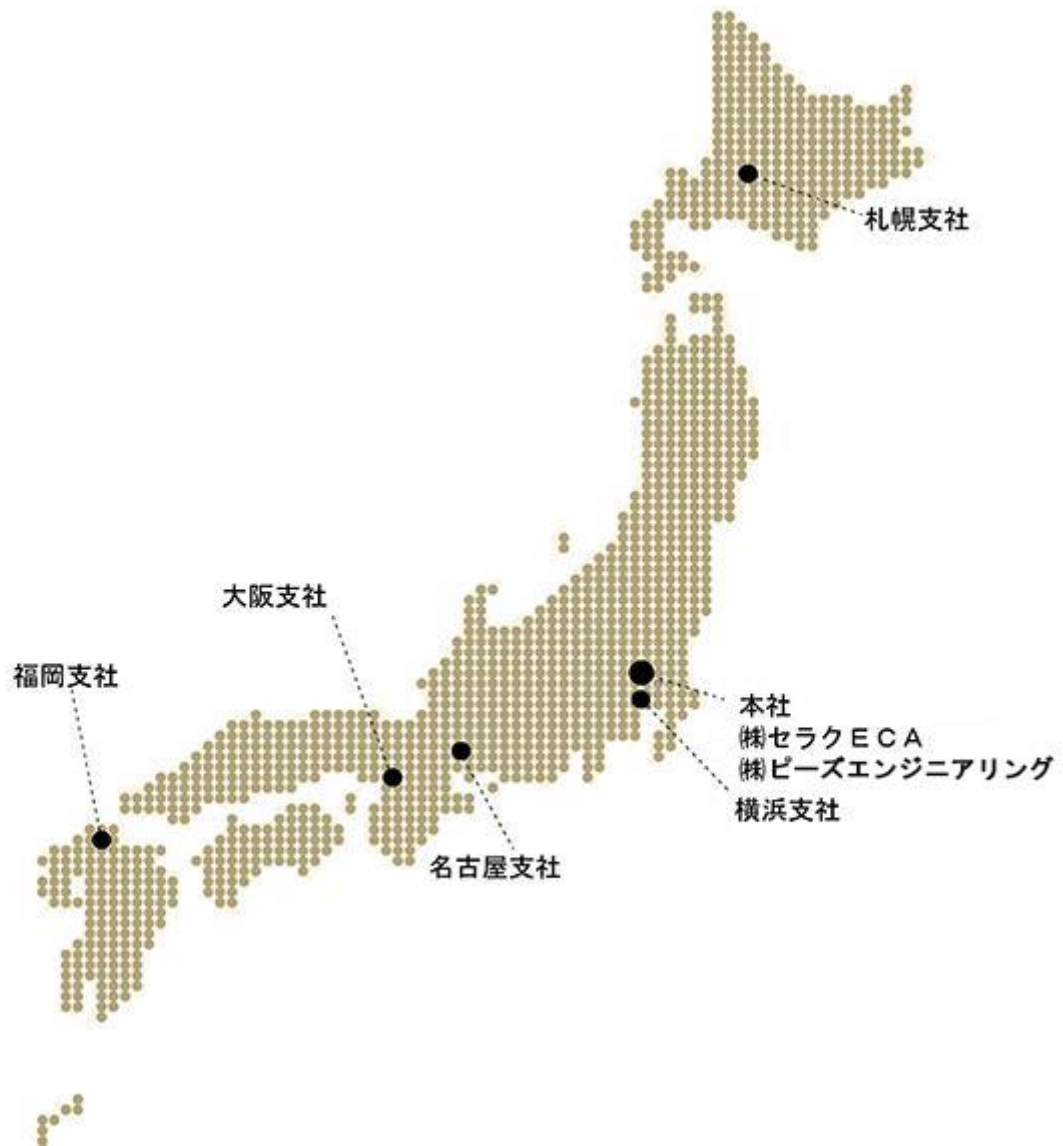 札幌支社
大阪支社
福岡支社
本社
㈱セラクＥＣＡ
㈱ピーズエンジニアリング
横浜支社
名古屋支社